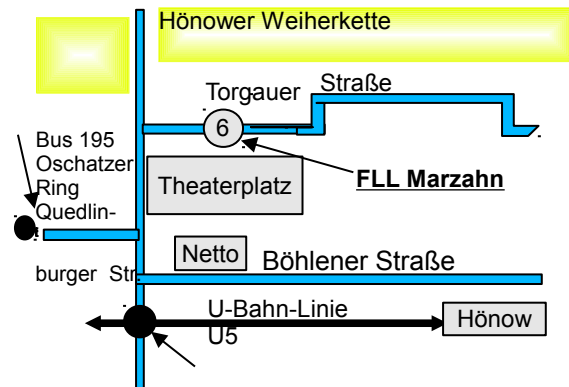 Hönower Weiherkette
Torgauer Straße
6
Bus 195
Oschatzer
Ring
Quedlin-
burger Str.
FLL Marzahn
Theaterplatz
Netto
Böhlener Straße
U-Bahn-Linie
U5
Hönow